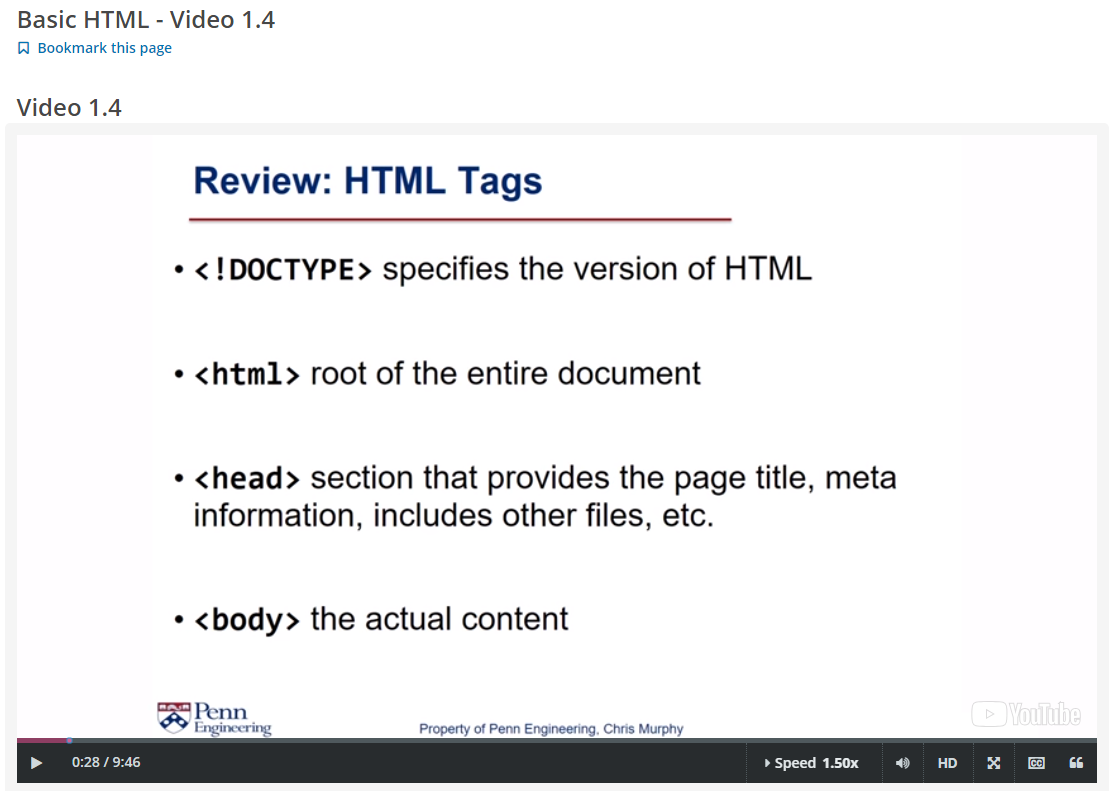 Basic HTML - Video 1.4
Bookmark this page
Video 1.4
Review: HTML Tags
• <!DOCTYPE> specifies the version of HTML
• <html> root of the entire document
• <head> section that provides the page title, meta
information, includes other files, etc.
• <body> the actual content
Penn
Engineering
Property of Penn Engineering, Chris Murphy
YouTube
0:28 / 9:46
Speed 1.50x
HD
CC